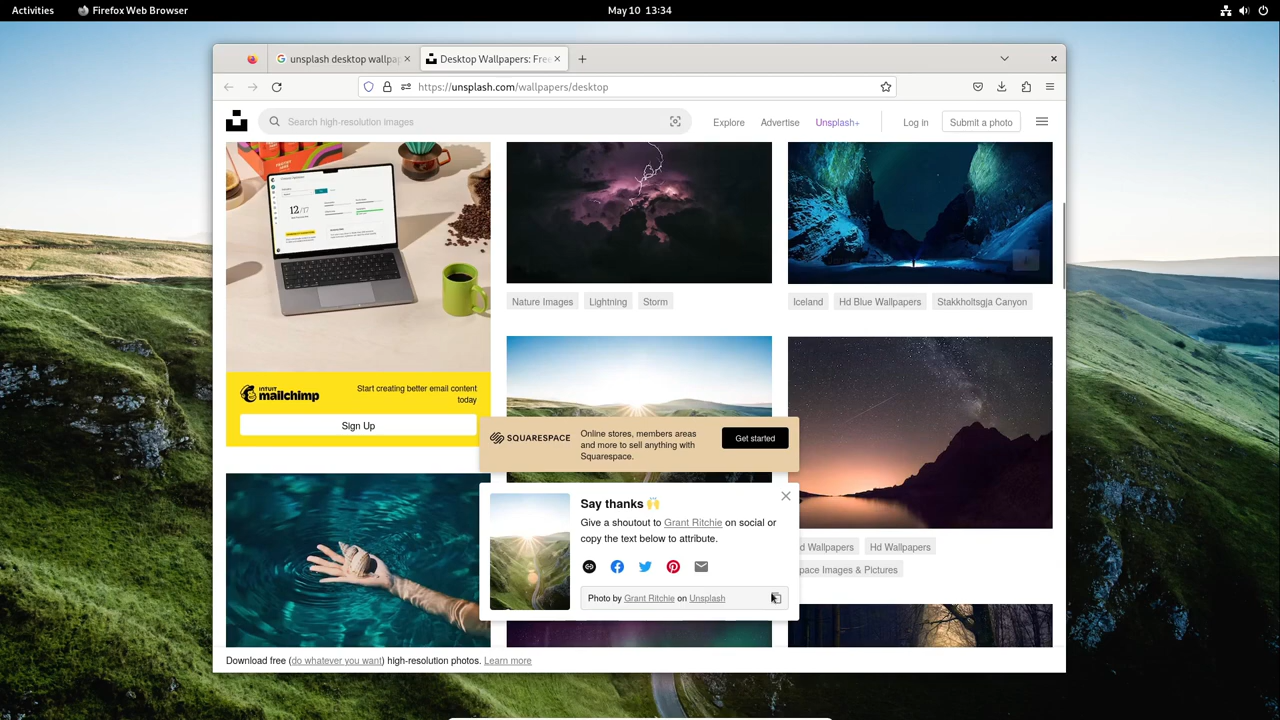 Activities
Firefox Web Browser
May 10 13:34
unsplash desktop wallpap
Desktop Wallpapers: Free
https://unsplash.com/wallpapers/desktop
Search high-resolution images
Explore
Advertise
Unsplash+
Log in
Submit a photo
12/17
Nature Images
Lightning
Storm
Iceland
Hd Blue Wallpapers
Stakkholtsgja Canyon
INTUIT
mailchimp
Start creating better email content
today
Sign Up
SQUARESPACE
Online stores, members areas
and more to sell anything with
Squarespace.
Get started
Say thanks 🙌
Give a shoutout to Grant Ritchie on social or
copy the text below to attribute.
Photo by Grant Ritchie on Unsplash
d Wallpapers
Hd Wallpapers
pace Images & Pictures
Download free (do whatever you want) high-resolution photos. Learn more